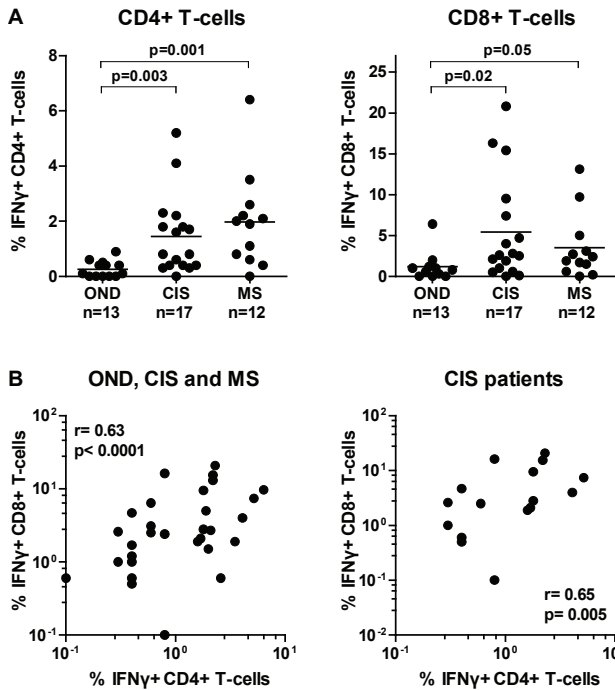 A
CD4+ T-cells
CD8+ T-cells
% IFNγ+ CD4+ T-cells
8
6
4
2
0
p=0.001
p=0.003
OND CIS MS
n=13 n=17 n=12
% IFNγ+ CD8+ T-cells
25
20
15
10
5
0
p=0.05
p=0.02
OND CIS MS
n=13 n=17 n=12
B
OND, CIS and MS
CIS patients
% IFNγ+ CD8+ T-cells
10²
10¹
10⁰
10⁻¹
r= 0.63
p< 0.0001
10⁻¹ 10⁰ 10¹
% IFNγ+ CD4+ T-cells
% IFNγ+ CD8+ T-cells
10²
10¹
10⁰
10⁻¹
10⁻²
r= 0.65
p= 0.005
10⁻¹ 10⁰ 10
% IFNγ+ CD4+ T-cells